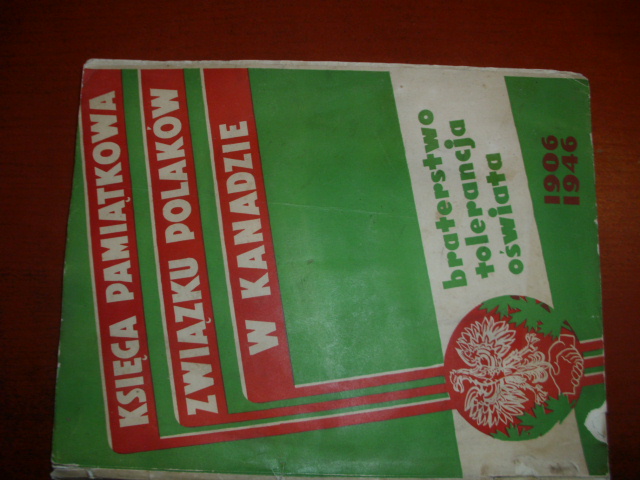 KSIĘGA PAMIĄTKOWA
ZWIĄZKU POLAKÓW
W KANADZIE
braterstwo
tolerancja
oświata
1906
1946